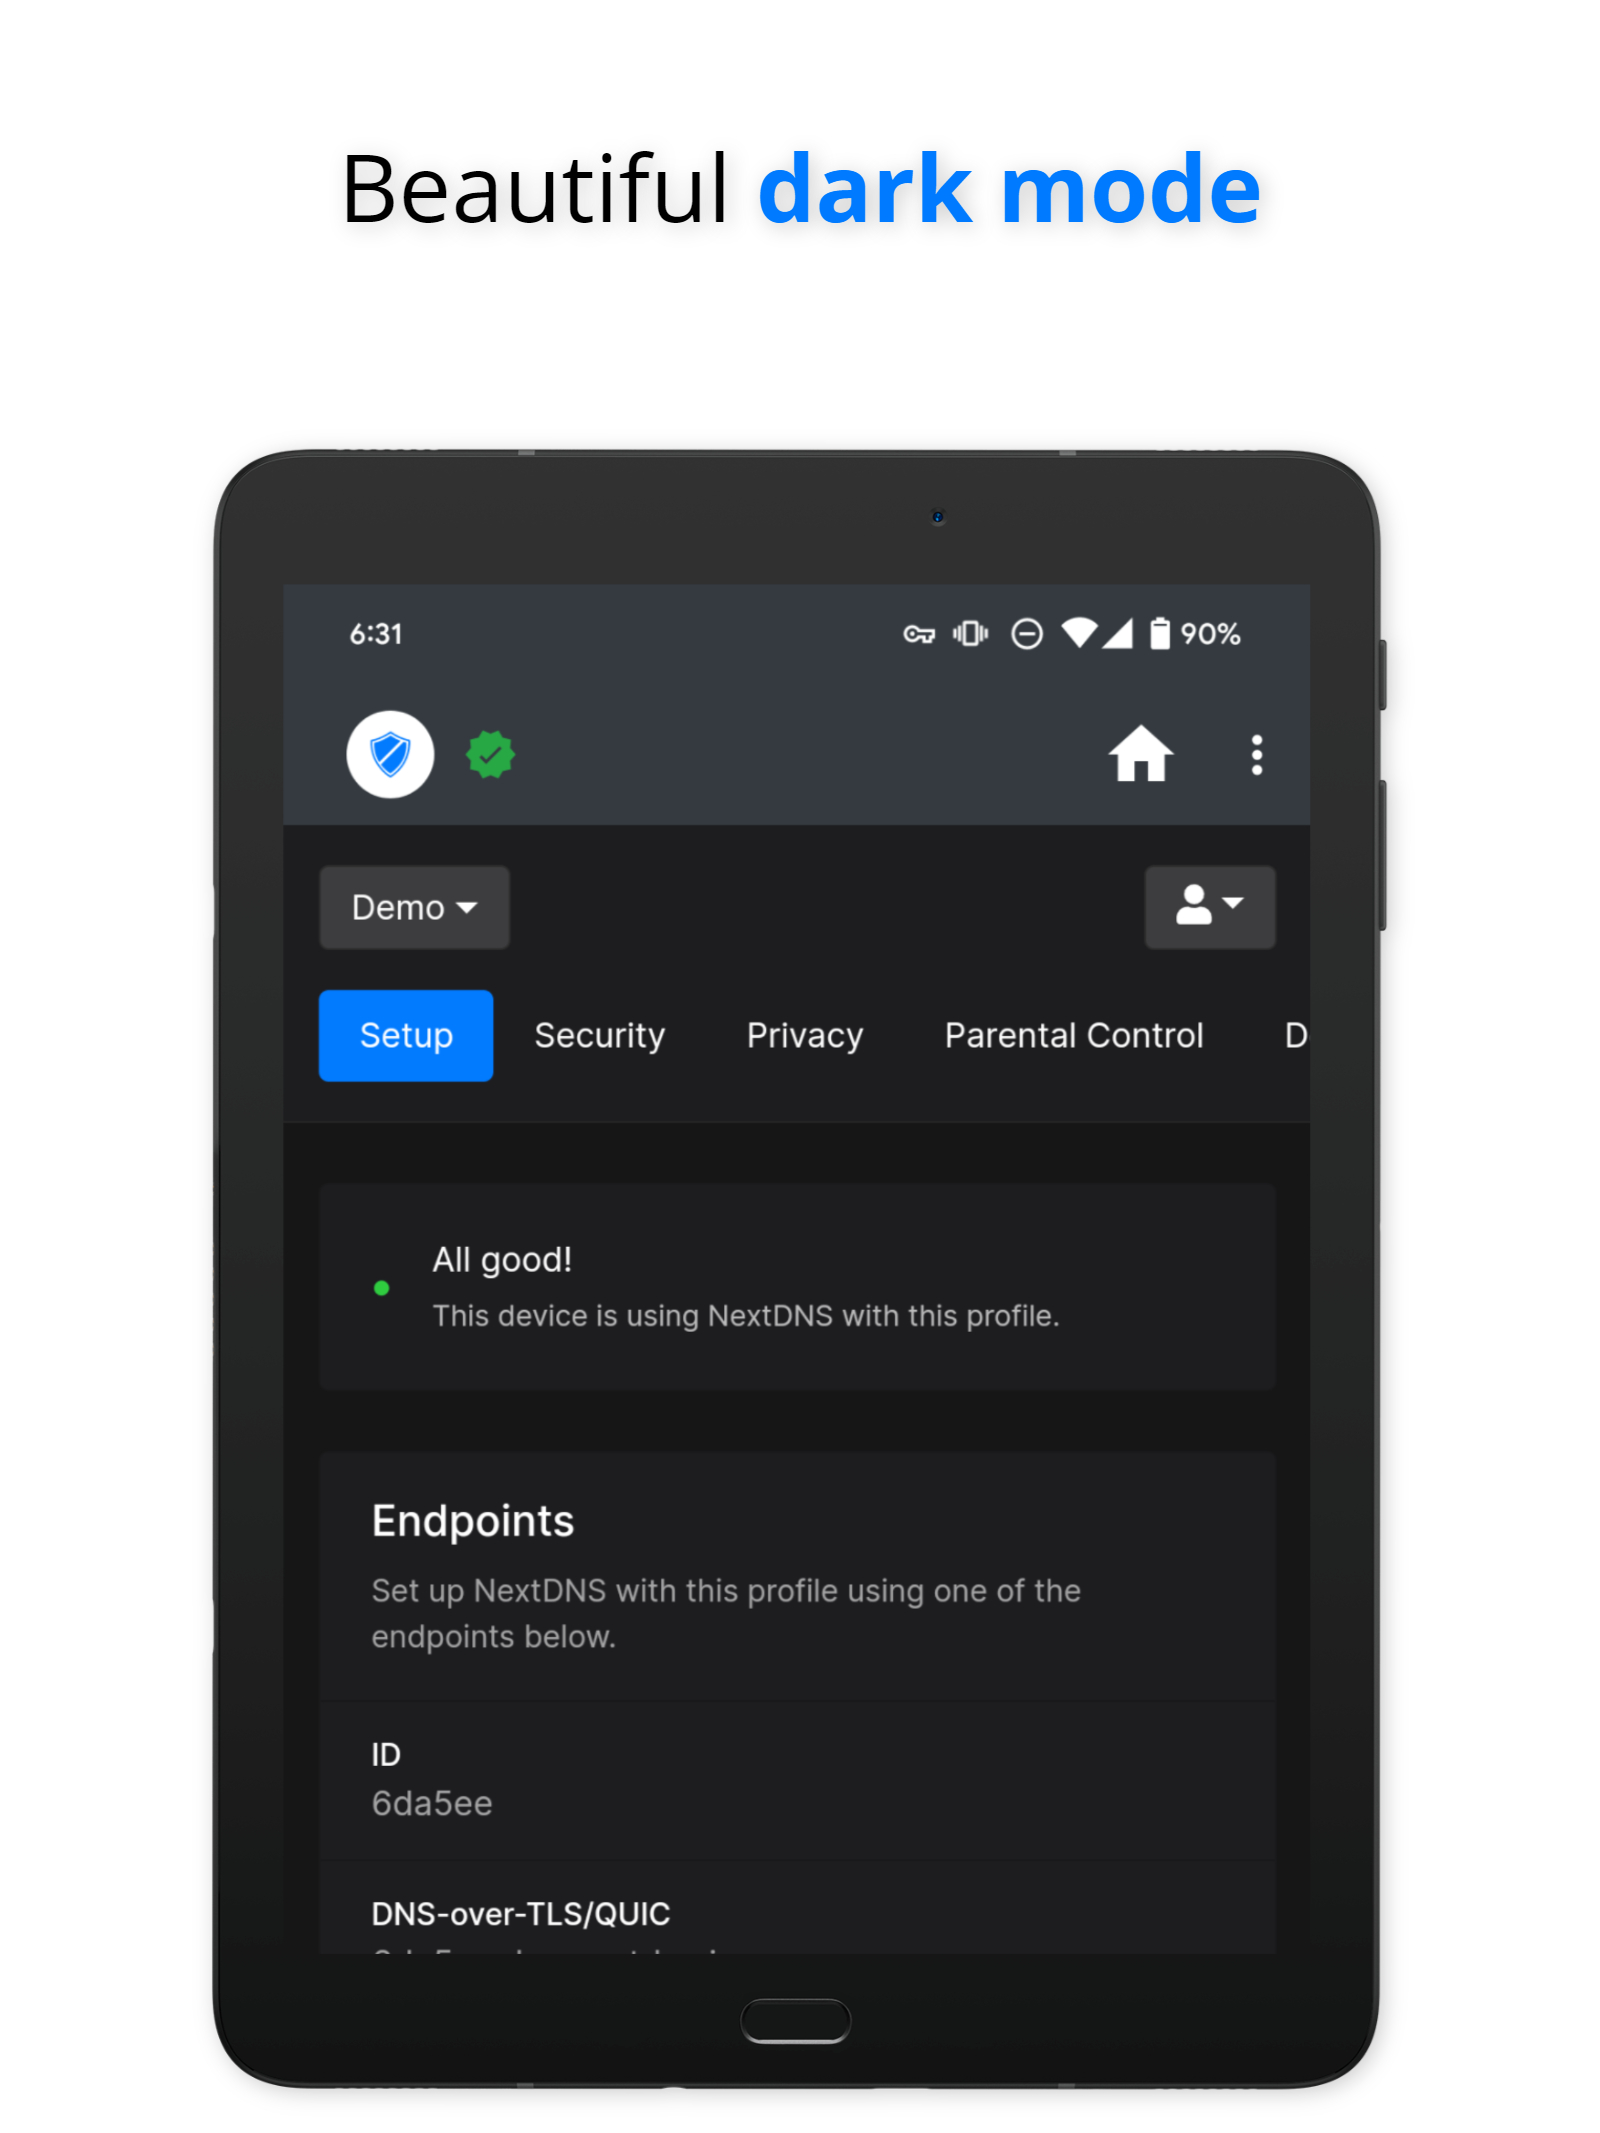 Beautiful dark mode
6:31 90%
Demo
Setup Security Privacy Parental Control D
All good!
This device is using NextDNS with this profile.
Endpoints
Set up NextDNS with this profile using one of the
endpoints below.
ID
6da5ee
DNS-over-TLS/QUIC